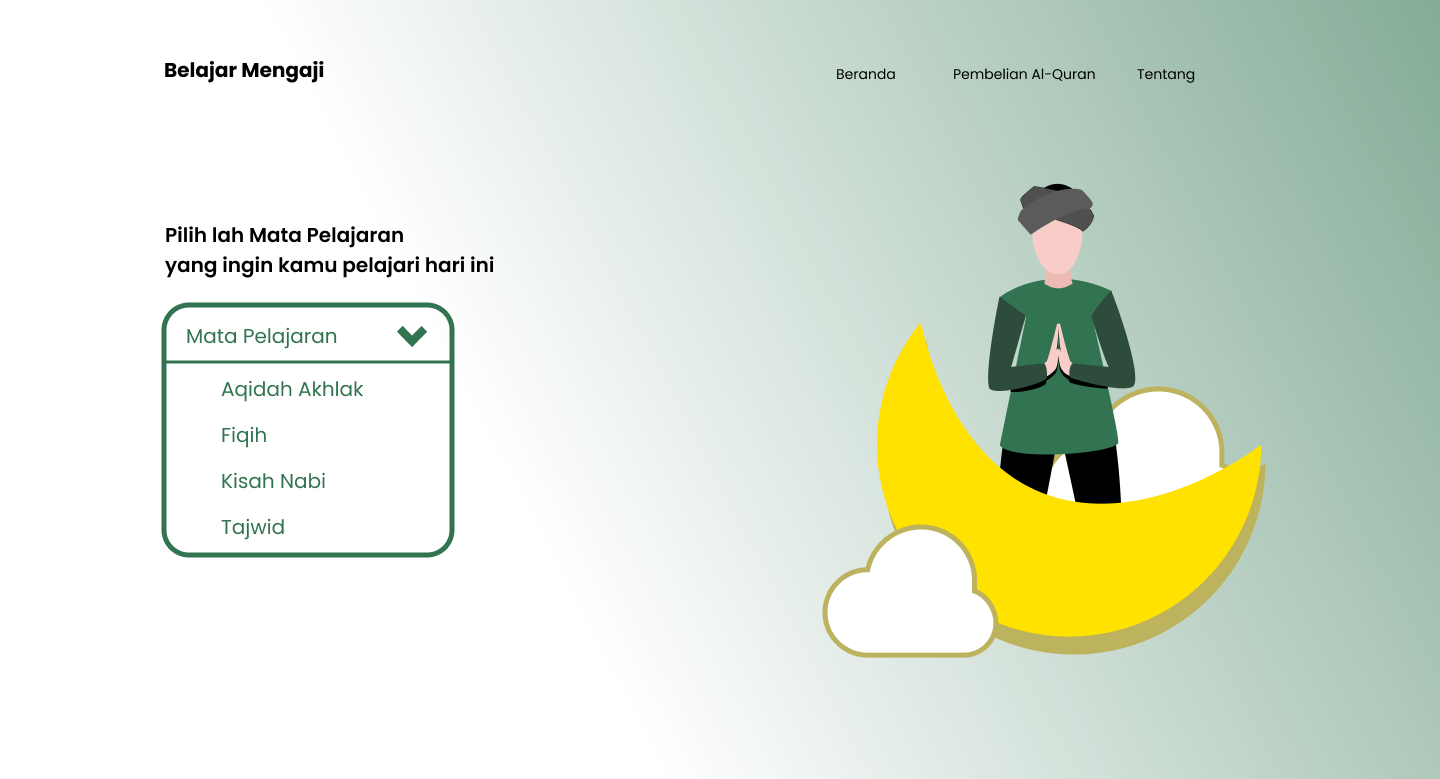 Belajar Mengaji
Beranda
Pembelian Al-Quran
Tentang
Pilih lah Mata Pelajaran
yang ingin kamu pelajari hari ini
Mata Pelajaran
Aqidah Akhlak
Fiqih
Kisah Nabi
Tajwid